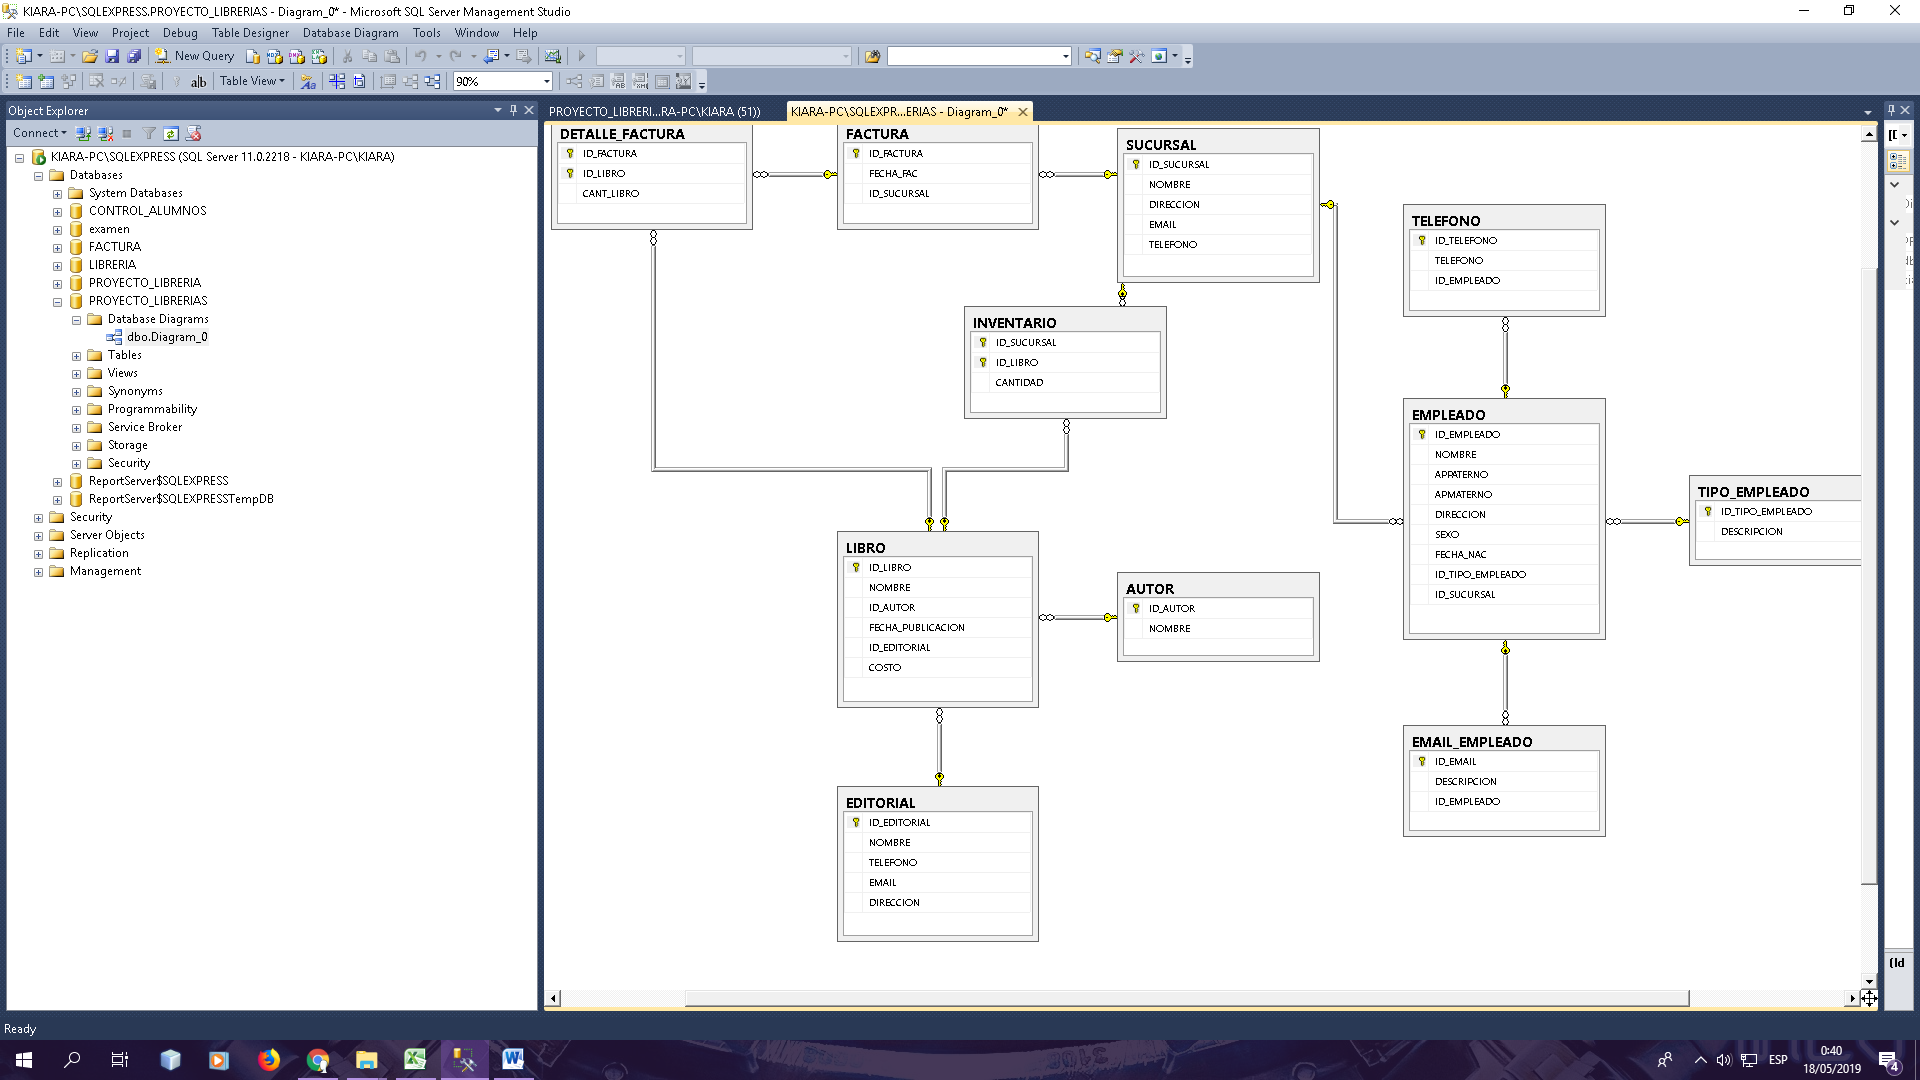 KIARA-PC\SQLEXPRESS.PROYECTO_LIBRERIAS - Diagram_0* - Microsoft SQL Server Management Studio
File Edit View Project Debug Table Designer Database Diagram Tools Window Help
New Query
Table View 90%
Object Explorer
Connect
KIARA-PC\SQLEXPRESS (SQL Server 11.0.2218 - KIARA-PC\KIARA)
Databases
System Databases
CONTROL_ALUMNOS
examen
FACTURA
LIBRERIA
PROYECTO_LIBRERIA
PROYECTO_LIBRERIAS
Database Diagrams
dbo.Diagram_0
Tables
Views
Synonyms
Programmability
Service Broker
Storage
Security
ReportServer$SQLEXPRESS
ReportServer$SQLEXPRESSTempDB
Security
Server Objects
Replication
Management
PROYECTO_LIBRERI...RA-PC\KIARA (51))
KIARA-PC\SQLEXPR...ERIAS - Diagram_0*
DETALLE_FACTURA
ID_FACTURA
ID_LIBRO
CANT_LIBRO
FACTURA
ID_FACTURA
FECHA_FAC
ID_SUCURSAL
SUCURSAL
ID_SUCURSAL
NOMBRE
DIRECCION
EMAIL
TELEFONO
TELEFONO
ID_TELEFONO
TELEFONO
ID_EMPLEADO
INVENTARIO
ID_SUCURSAL
ID_LIBRO
CANTIDAD
EMPLEADO
ID_EMPLEADO
NOMBRE
APPATERNO
APMATERNO
DIRECCION
SEXO
FECHA_NAC
ID_TIPO_EMPLEADO
ID_SUCURSAL
TIPO_EMPLEADO
ID_TIPO_EMPLEADO
DESCRIPCION
LIBRO
ID_LIBRO
NOMBRE
ID_AUTOR
FECHA_PUBLICACION
ID_EDITORIAL
COSTO
AUTOR
ID_AUTOR
NOMBRE
EMAIL_EMPLEADO
ID_EMAIL
DESCRIPCION
ID_EMPLEADO
EDITORIAL
ID_EDITORIAL
NOMBRE
TELEFONO
EMAIL
DIRECCION
(Id
Ready
ESP
0:40
18/05/2019
4